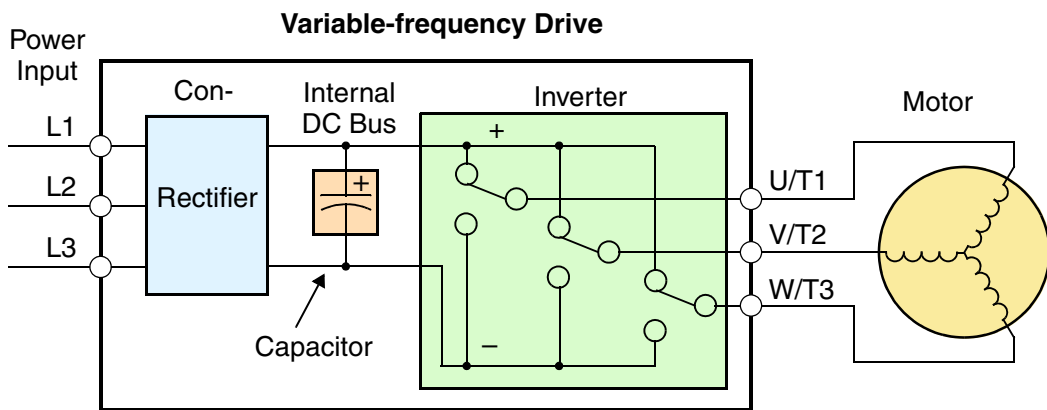 Variable-frequency Drive
Power
Input
Con-
Internal
DC Bus
Inverter
Motor
L1
L2
L3
Rectifier
+
+
–
Capacitor
U/T1
V/T2
W/T3